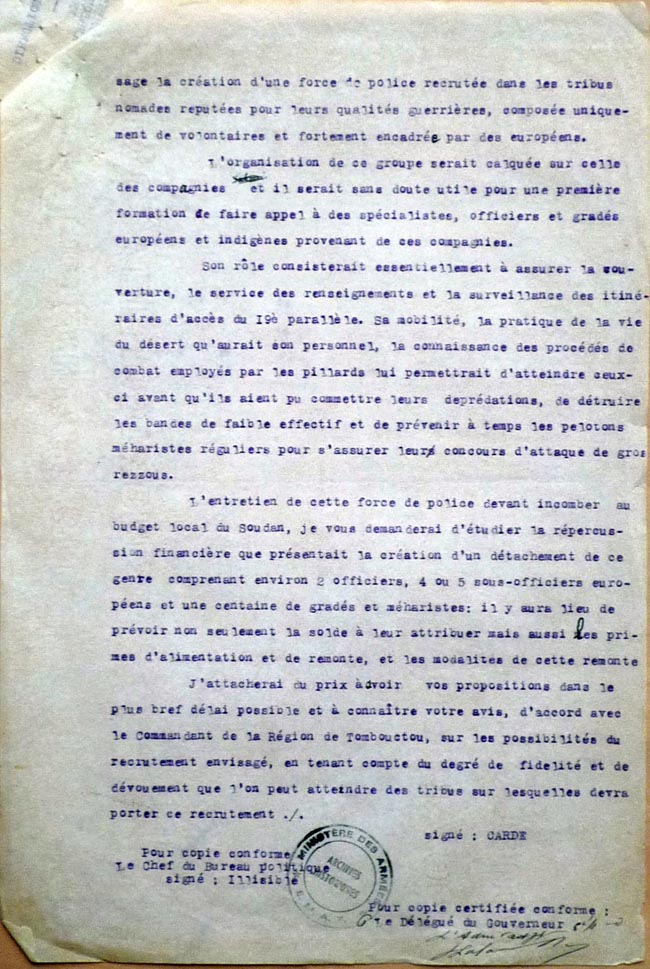 sage la création d'une force de police recrutée dans les tribus
nomades reputées pour leurs qualités guerrières, composée unique-
ment de volontaires et fortement encadrée par des européens.
L'organisation de ce groupe serait calquée sur celle
des compagnies et il serait sans doute utile pour une première
formation de faire appel à des spécialistes, officiers et gradés
européens et indigènes provenant de ces compagnies.
Son rôle consisterait essentiellement à assurer la cou-
verture, le service des renseignements et la surveillance des itiné-
raires d'accès du I9è parallèle. Sa mobilité, la pratique de la vie
du désert qu'aurait son personnel, la connaissance des procédés de
combat employés par les pillards lui permettrait d'atteindre ceux-
ci avant qu'ils aient pu commettre leurs deprédations, de détruire
les bandes de faible effectif et de prévenir à temps les pelotons
méharistes réguliers pour s'assurer leurs concours d'attaque de gros
rezzous.
L'entretien de cette force de police devant incomber au
budget local du Soudan, je vous demanderai d'étudier la répercus-
sion financière que présentait la création d'un détachement de ce
genre comprenant environ 2 officiers, 4 ou 5 sous-officiers euro-
péens et une centaine de gradés et méharistes: il y aura lieu de
prévoir non seulement la solde à leur attribuer mais aussi les pri-
mes d'alimentation et de remonte, et les modalités de cette remonte
J'attacherai du prix àvoir vos propositions dans le
plus bref délai possible et à connaître votre avis, d'accord avec
le Commandant de la Région de Tombouctou, sur les possibilités du
recrutement envisagé, en tenant compte du degré de fidelité et de
dévouement que l'on peut atteindre des tribus sur lesquelles devra
porter ce recrutement ./.
signé : CARDE
Pour copie conforme
Le Chef du Bureau politique
signé : Illisible
MINISTÈRE DES ARMÉES
ARCHIVES
HISTORIQUES
E.M.A.T.
Pour copie certifiée conforme :
Le Délégué du Gouverneur